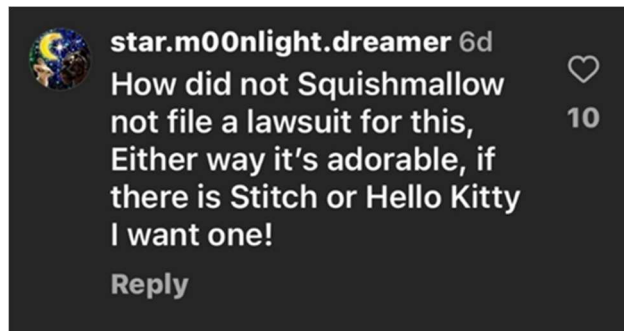 star.m00nlight.dreamer 6d
How did not Squishmallow
not file a lawsuit for this,
Either way it's adorable, if
there is Stitch or Hello Kitty
I want one!
10
Reply